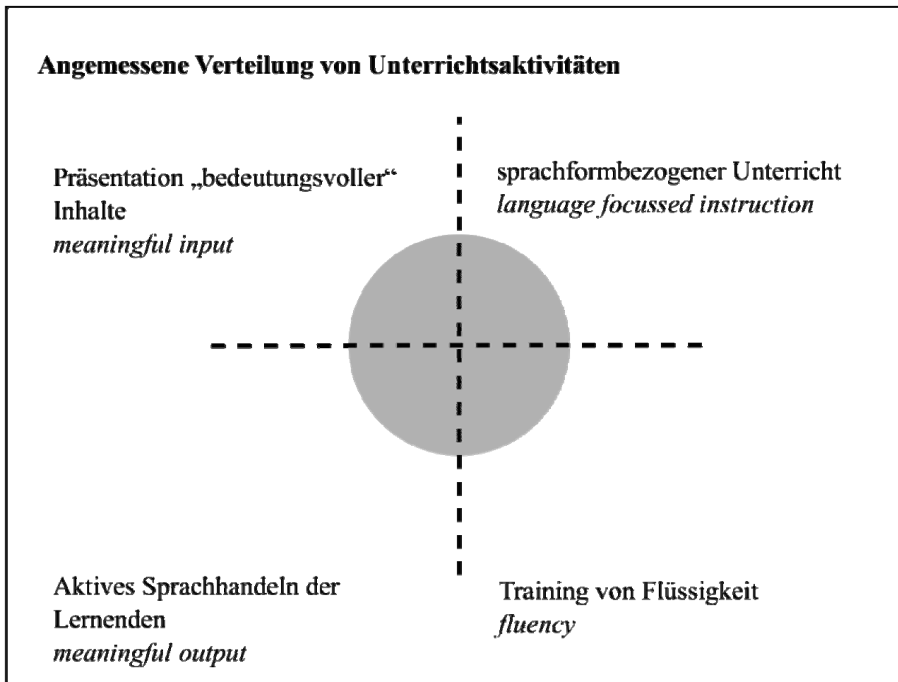 Angemessene Verteilung von Unterrichtsaktivitäten
Präsentation „bedeutungsvoller“
Inhalte
meaningful input
sprachformbezogener Unterricht
language focussed instruction
Aktives Sprachhandeln der
Lernenden
meaningful output
Training von Flüssigkeit
fluency